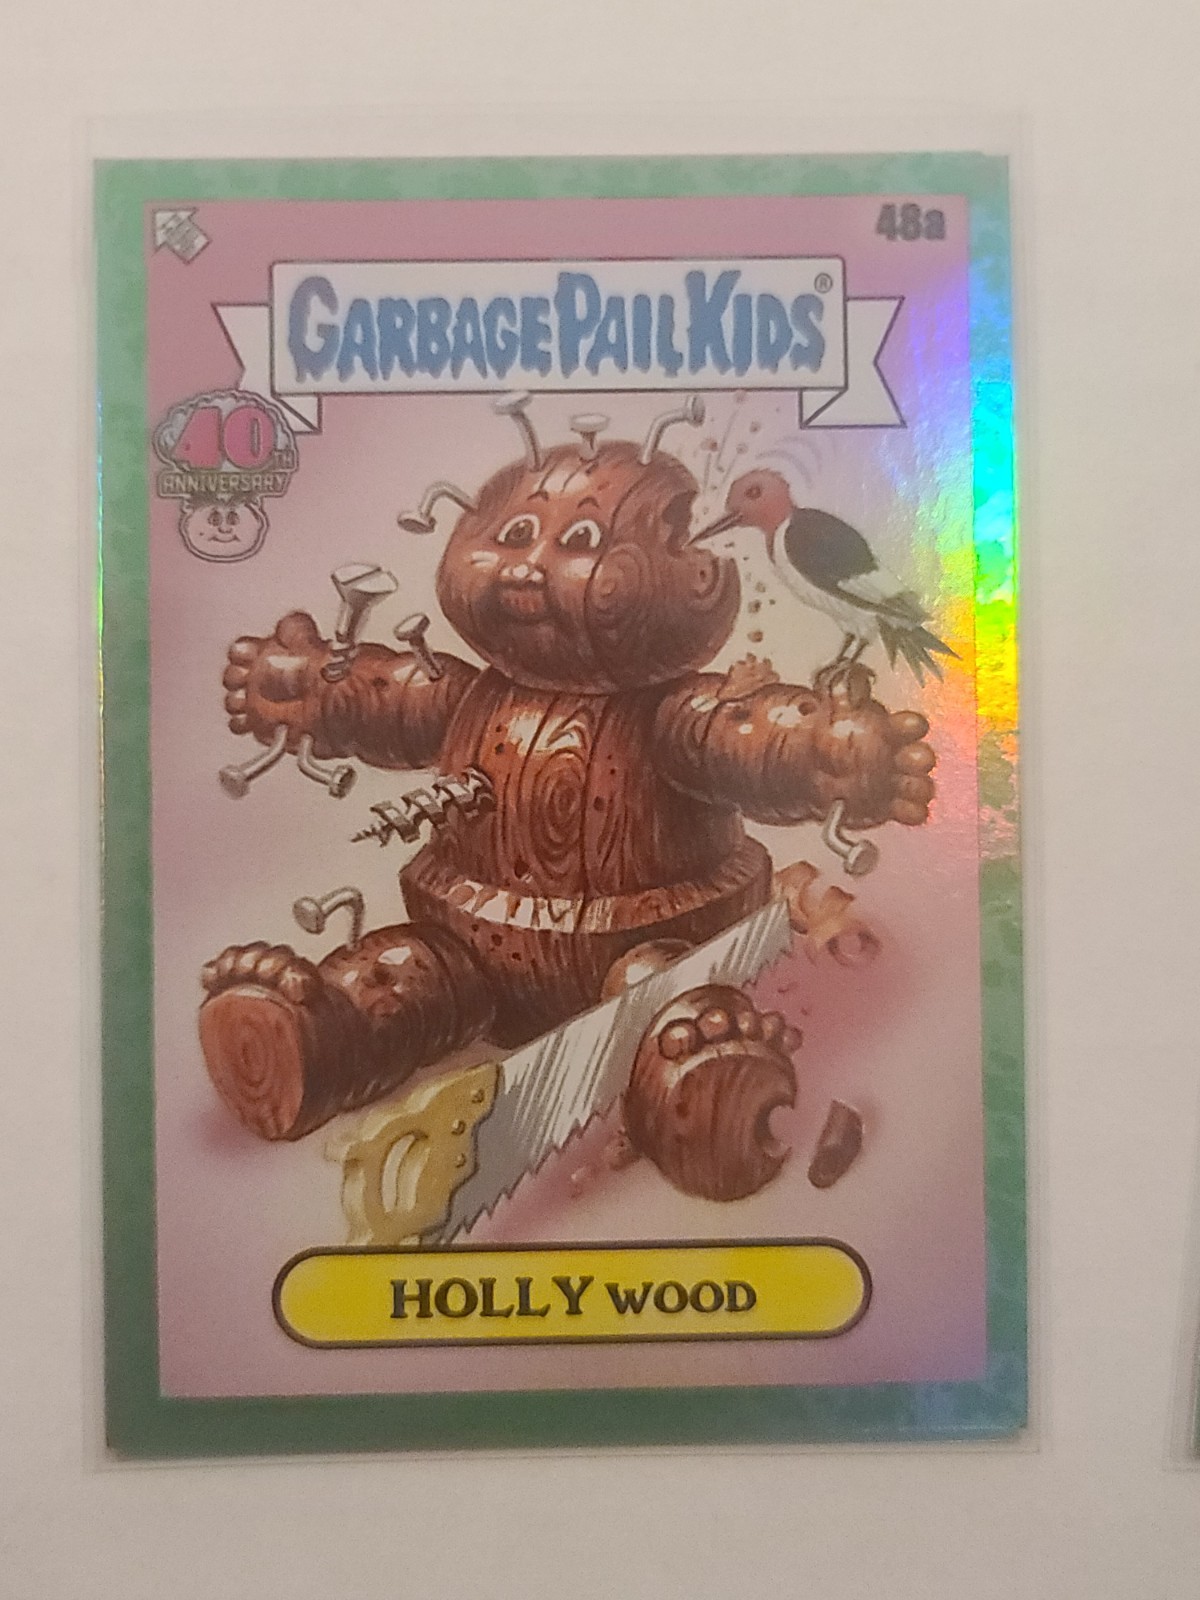 48a
GARBAGE PAIL KIDS®
40TH
ANNIVERSARY
HOLLY WOOD